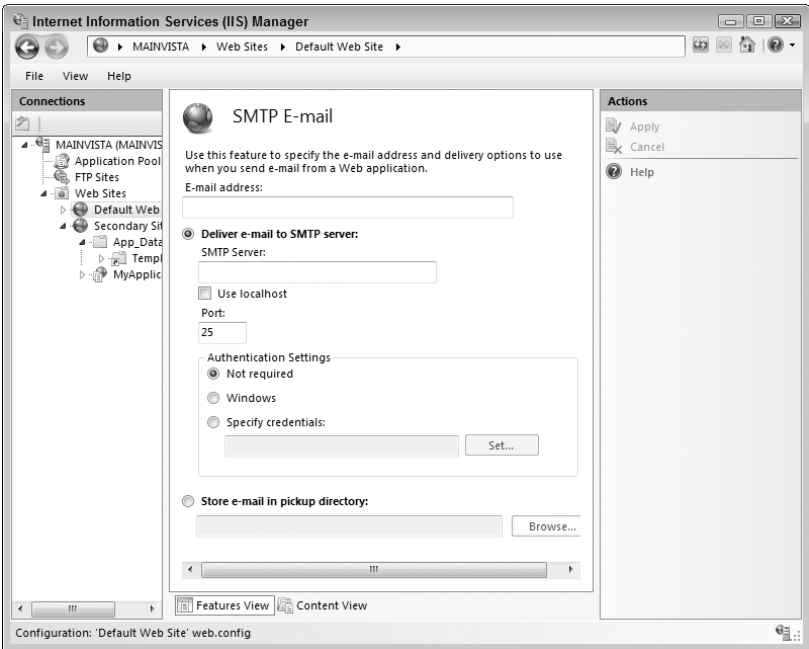 Internet Information Services (IIS) Manager
MAINVISTA Web Sites Default Web Site
File View Help
Connections
MAINVISTA (MAINVIS
Application Pool
FTP Sites
Web Sites
Default Web
Secondary Sit
App_Data
Templ
MyApplic
SMTP E-mail
Use this feature to specify the e-mail address and delivery options to use
when you send e-mail from a Web application.
E-mail address:
Deliver e-mail to SMTP server:
SMTP Server:
Use localhost
Port:
25
Authentication Settings
Not required
Windows
Specify credentials:
Set...
Store e-mail in pickup directory:
Browse...
Features View Content View
Actions
Apply
Cancel
Help
Configuration: 'Default Web Site' web.config